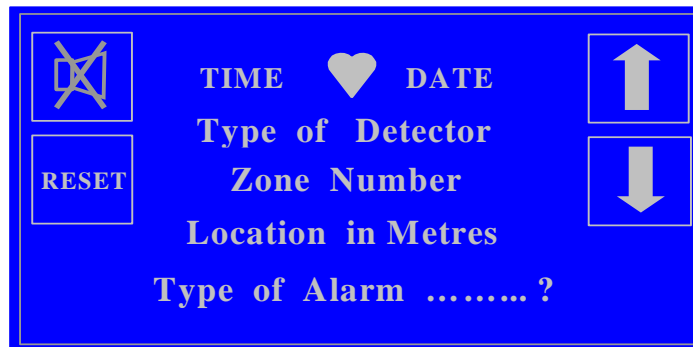 TIME DATE
Type of Detector
RESET
Zone Number
Location in Metres
Type of Alarm ……... ?